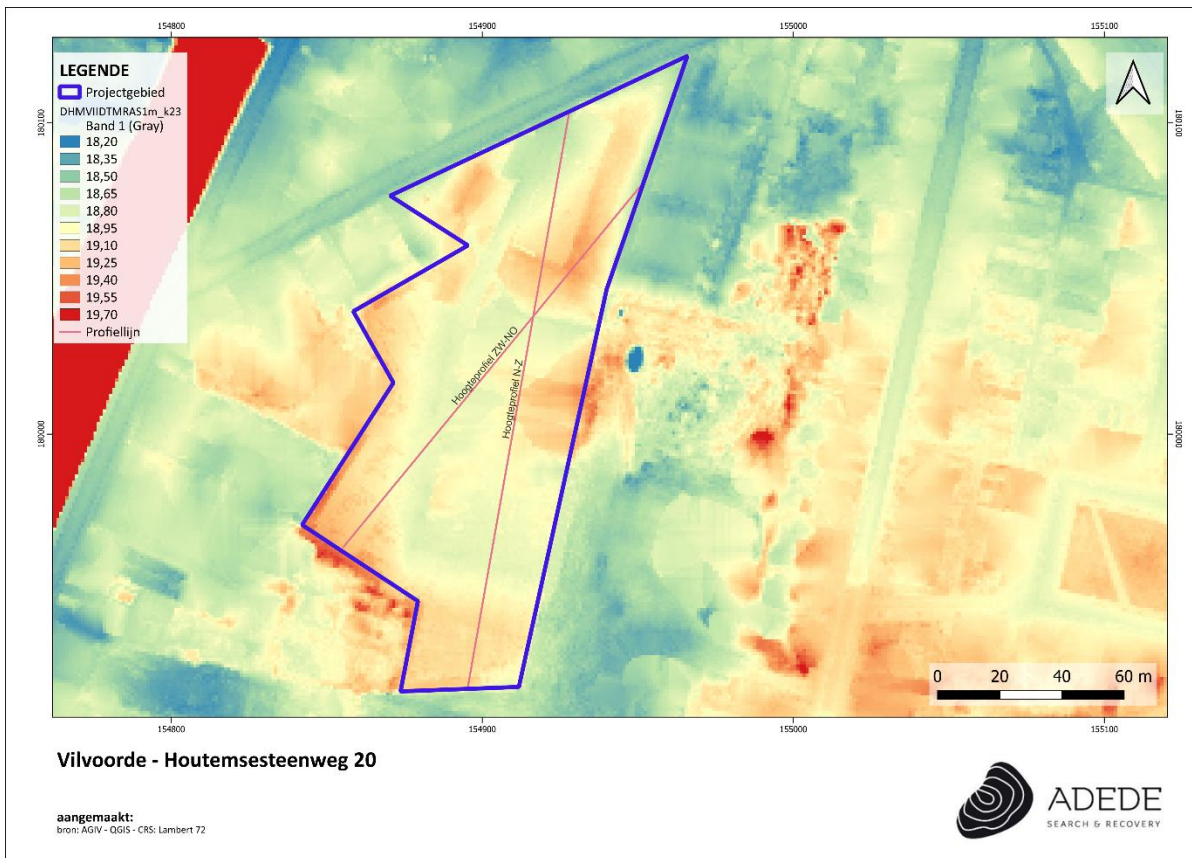 154800
154900
155000
155100
180100
180100
180000
180000
LEGENDE
Projectgebied
DHMVIIDTMRAS1m_k23
Band 1 (Gray)
18,20
18,35
18,50
18,65
18,80
18,95
19,10
19,25
19,40
19,55
19,70
Profiellijn
Hoogteprofiel ZW-NO
Hoogteprofiel N-Z
0 20 40 60 m
154800
154900
155000
155100
Vilvoorde - Houtemsesteenweg 20
aangemaakt:
bron: AGIV - QGIS - CRS: Lambert 72
ADEDE
SEARCH & RECOVERY